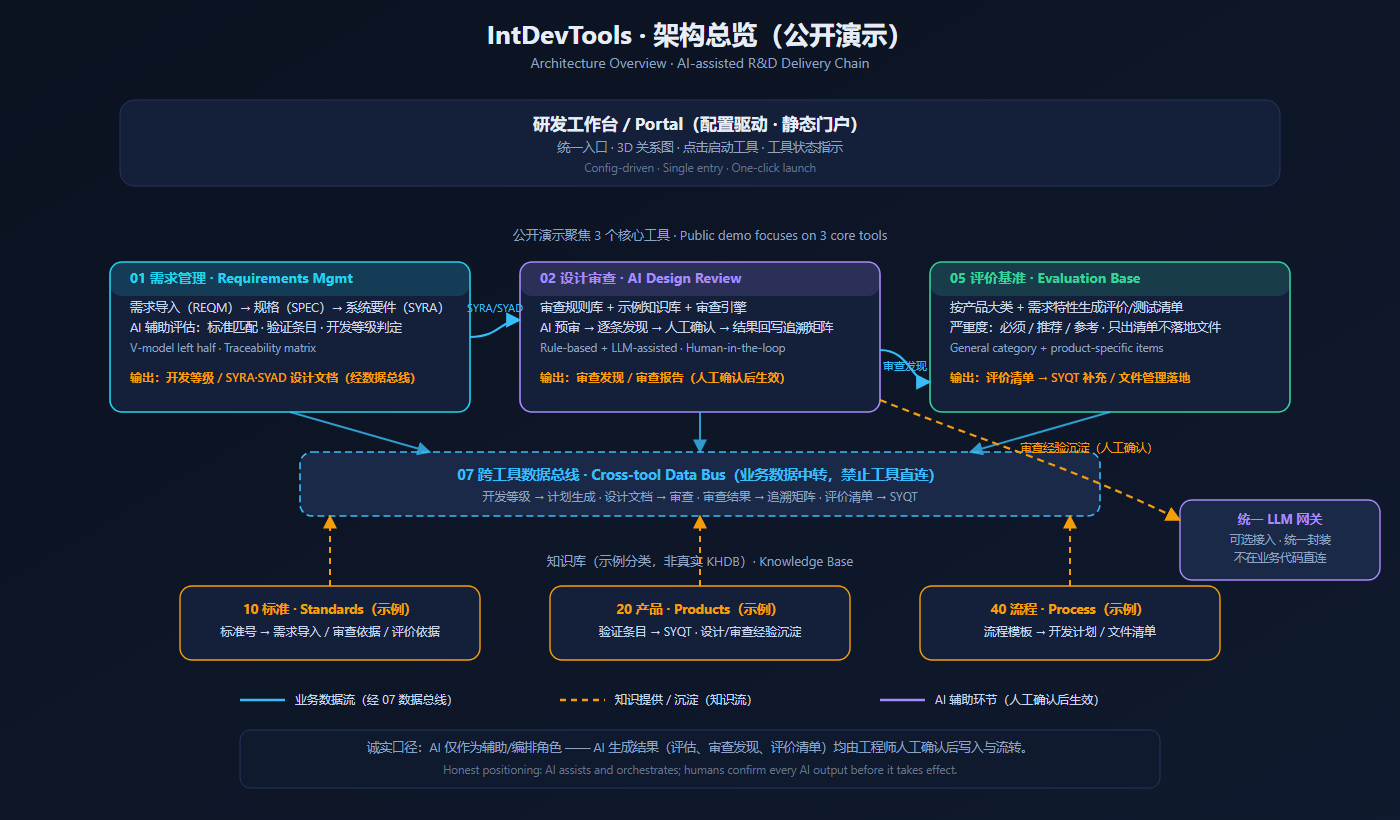 IntDevTools · 架构总览（公开演示）
Architecture Overview · AI-assisted R&D Delivery Chain
研发工作台 / Portal（配置驱动 · 静态门户）
统一入口 · 3D 关系图 · 点击启动工具 · 工具状态指示
Config-driven · Single entry · One-click launch
公开演示聚焦 3 个核心工具 · Public demo focuses on 3 core tools
01 需求管理 · Requirements Mgmt
需求导入（REQM）→ 规格（SPEC）→ 系统要件（SYRA）
AI 辅助评估：标准匹配 · 验证条目 · 开发等级判定
V-model left half · Traceability matrix
输出：开发等级 / SYRA·SYAD 设计文档（经数据总线）
SYRA/SYAD
02 设计审查 · AI Design Review
审查规则库 + 示例知识库 + 审查引擎
AI 预审 → 逐条发现 → 人工确认 → 结果回写追溯矩阵
Rule-based + LLM-assisted · Human-in-the-loop
输出：审查发现 / 审查报告（人工确认后生效）
审查发现
05 评价基准 · Evaluation Base
按产品大类 + 需求特性生成评价/测试清单
严重度：必须 / 推荐 / 参考 · 只出清单不落地文件
General category + product-specific items
输出：评价清单 → SYQT 补充 / 文件管理落地
审查经验沉淀（人工确认）
07 跨工具数据总线 · Cross-tool Data Bus（业务数据中转，禁止工具直连）
开发等级 → 计划生成 · 设计文档 → 审查 · 审查结果 → 追溯矩阵 · 评价清单 → SYQT
统一 LLM 网关
可选接入 · 统一封装
不在业务代码直连
知识库（示例分类，非真实 KHDB）· Knowledge Base
10 标准 · Standards（示例）
标准号 → 需求导入 / 审查依据 / 评价依据
20 产品 · Products（示例）
验证条目 → SYQT · 设计/审查经验沉淀
40 流程 · Process（示例）
流程模板 → 开发计划 / 文件清单
业务数据流（经 07 数据总线）
知识提供 / 沉淀（知识流）
AI 辅助环节（人工确认后生效）
诚实口径：AI 仅作为辅助/编排角色 —— AI 生成结果（评估、审查发现、评价清单）均由工程师人工确认后写入与流转。
Honest positioning: AI assists and orchestrates; humans confirm every AI output before it takes effect.